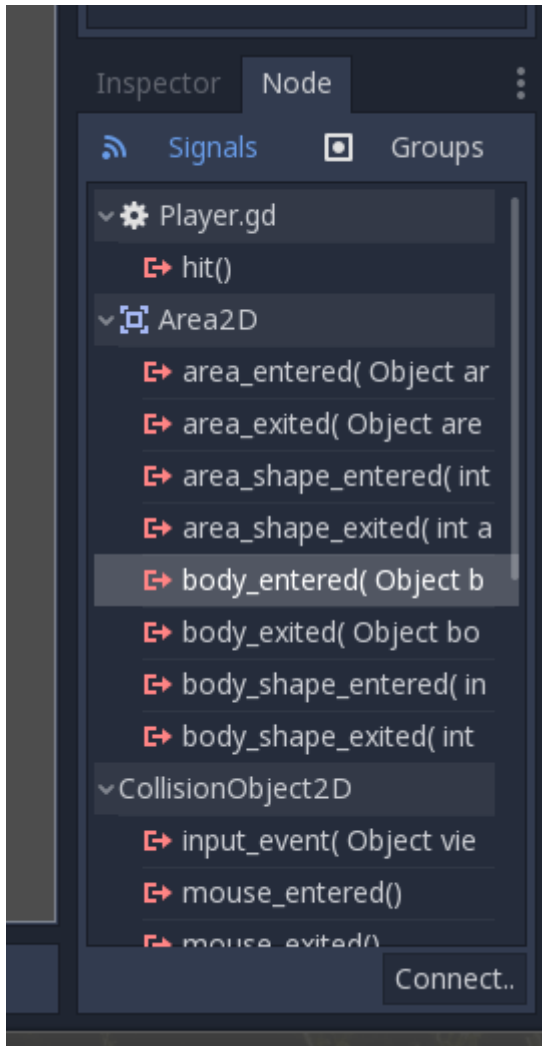 Inspector Node
Signals Groups
Player.gd
hit()
Area2D
area_entered( Object ar
area_exited( Object are
area_shape_entered( int
area_shape_exited( int a
body_entered( Object b
body_exited( Object bo
body_shape_entered( in
body_shape_exited( int
CollisionObject2D
input_event( Object vie
mouse_entered()
mouse_exited()
Connect..